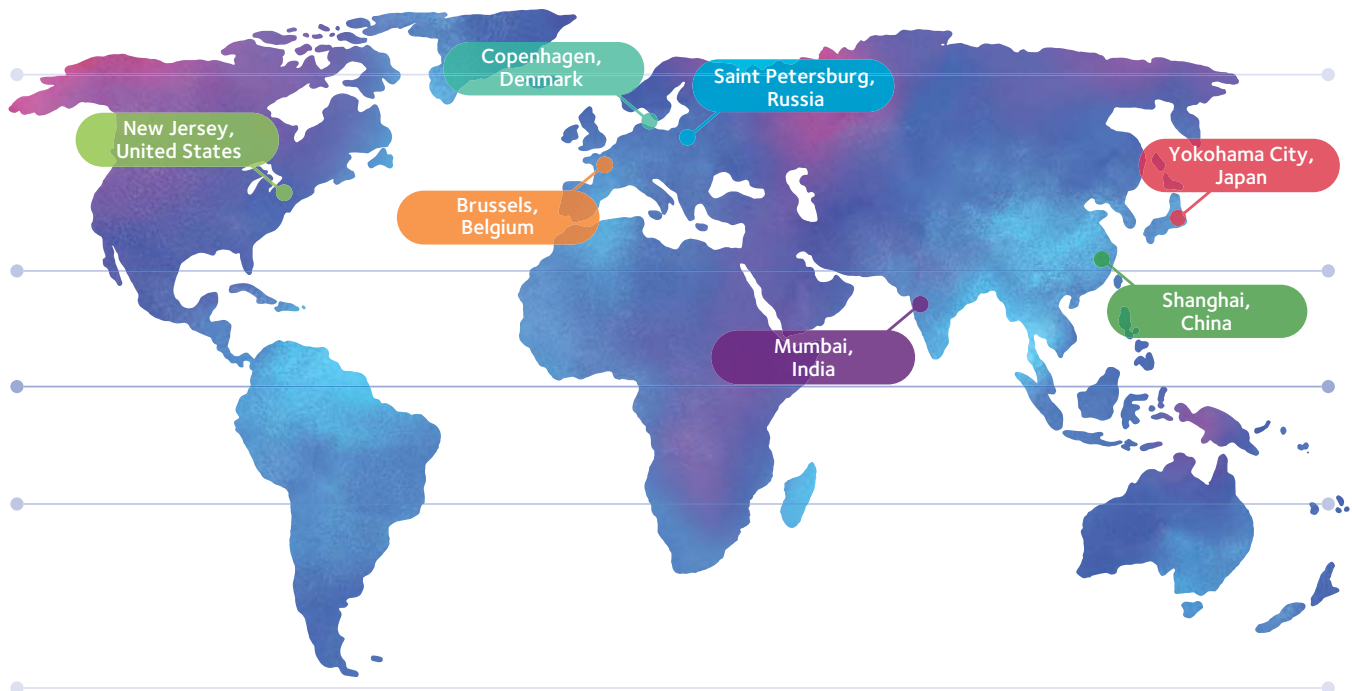 Copenhagen,
Denmark
Saint Petersburg,
Russia
New Jersey,
United States
Yokohama City,
Japan
Brussels,
Belgium
Shanghai,
China
Mumbai,
India